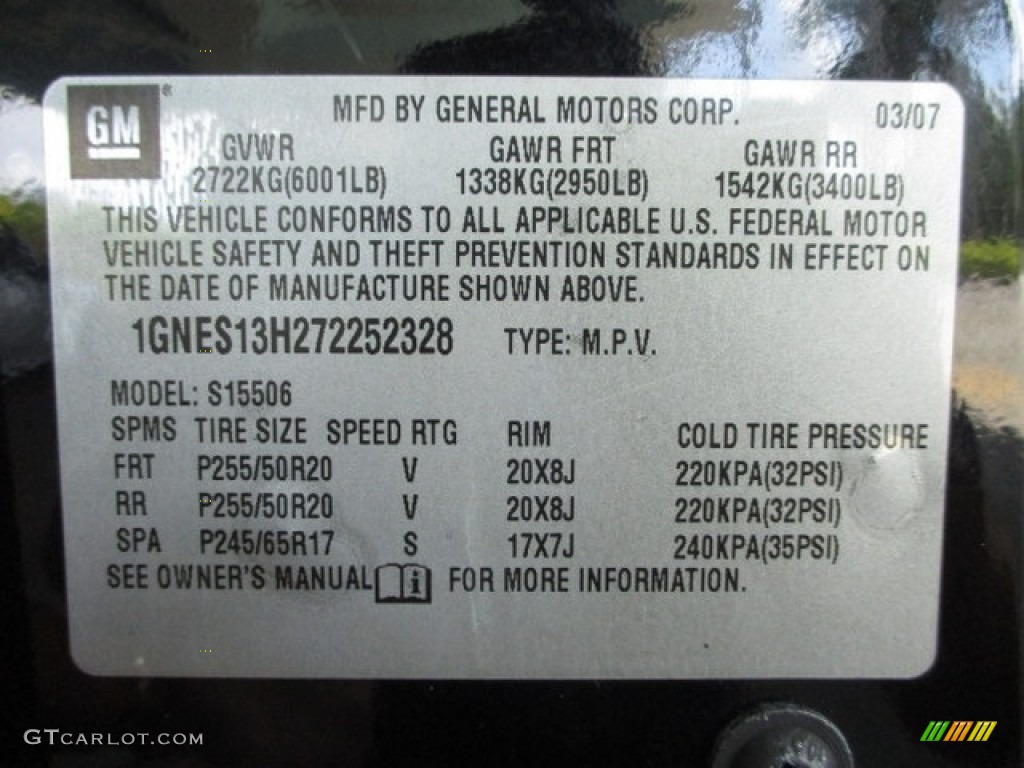 GM ® MFD BY GENERAL MOTORS CORP. 03/07
GVWR GAWR FRT GAWR RR
2722KG(6001LB) 1338KG(2950LB) 1542KG(3400LB)
THIS VEHICLE CONFORMS TO ALL APPLICABLE U.S. FEDERAL MOTOR
VEHICLE SAFETY AND THEFT PREVENTION STANDARDS IN EFFECT ON
THE DATE OF MANUFACTURE SHOWN ABOVE.
1GNES13H272252328 TYPE: M.P.V.
MODEL: S15506
SPMS TIRE SIZE SPEED RTG RIM COLD TIRE PRESSURE
FRT P255/50R20 V 20X8J 220KPA(32PSI)
RR P255/50R20 V 20X8J 220KPA(32PSI)
SPA P245/65R17 S 17X7J 240KPA(35PSI)
SEE OWNER'S MANUAL i FOR MORE INFORMATION.
GTCARLOT.COM